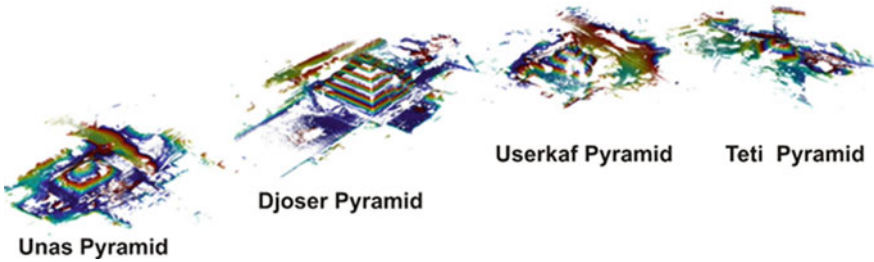 Unas Pyramid
Djoser Pyramid
Userkaf Pyramid
Teti Pyramid